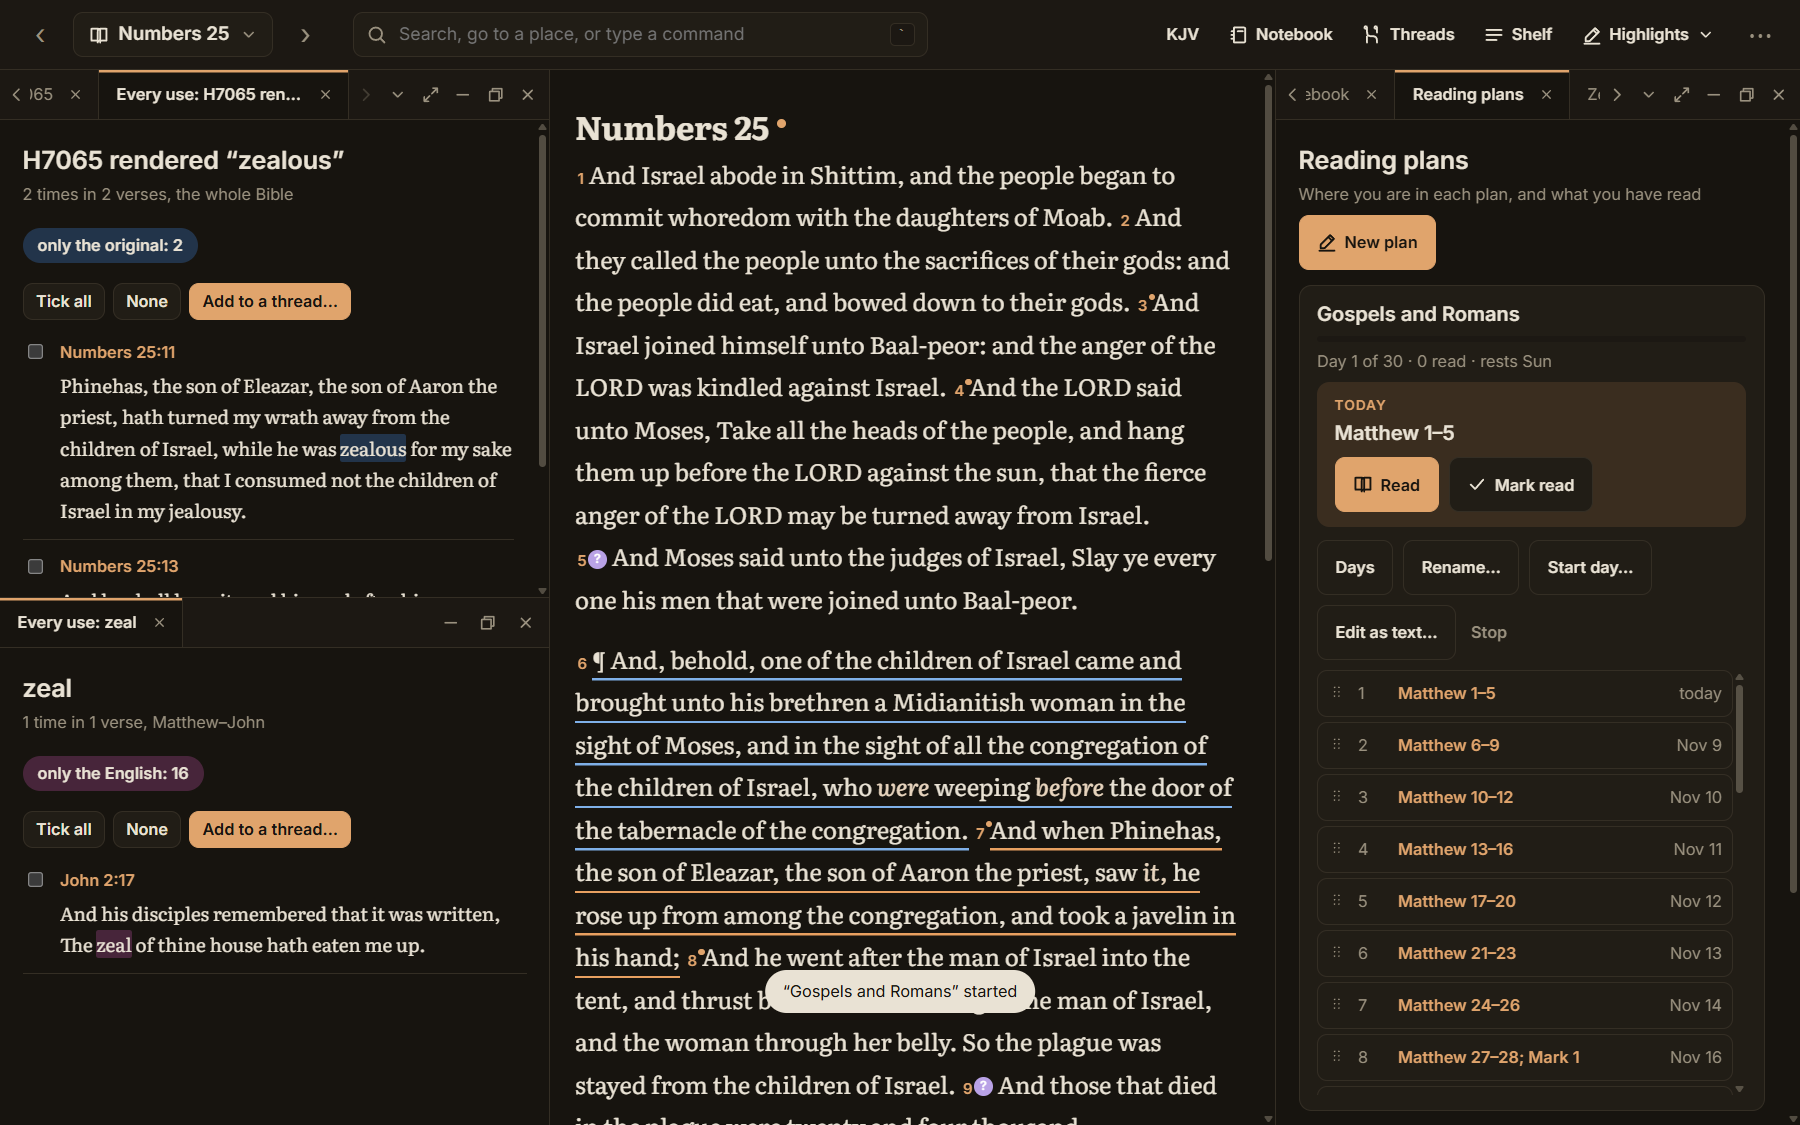 Numbers 25
Search, go to a place, or type a command
`
KJV
Notebook
Threads
Shelf
Highlights
065
Every use: H7065 ren...
H7065 rendered “zealous”
2 times in 2 verses, the whole Bible
only the original: 2
Tick all
None
Add to a thread...
Numbers 25:11
Phinehas, the son of Eleazar, the son of Aaron the
priest, hath turned my wrath away from the
children of Israel, while he was zealous for my sake
among them, that I consumed not the children of
Israel in my jealousy.
Numbers 25:13
Every use: zeal
zeal
1 time in 1 verse, Matthew–John
only the English: 16
Tick all
None
Add to a thread...
John 2:17
And his disciples remembered that it was written,
The zeal of thine house hath eaten me up.
Numbers 25
1 And Israel abode in Shittim, and the people began to
commit whoredom with the daughters of Moab. 2 And
they called the people unto the sacrifices of their gods: and
the people did eat, and bowed down to their gods. 3 And
Israel joined himself unto Baal-peor: and the anger of the
LORD was kindled against Israel. 4 And the LORD said
unto Moses, Take all the heads of the people, and hang
them up before the LORD against the sun, that the fierce
anger of the LORD may be turned away from Israel.
5 ? And Moses said unto the judges of Israel, Slay ye every
one his men that were joined unto Baal-peor.
6 ¶ And, behold, one of the children of Israel came and
brought unto his brethren a Midianitish woman in the
sight of Moses, and in the sight of all the congregation of
the children of Israel, who were weeping before the door of
the tabernacle of the congregation. 7 And when Phinehas,
the son of Eleazar, the son of Aaron the priest, saw it, he
rose up from among the congregation, and took a javelin in
his hand; 8 And he went after the man of Israel into the
tent, and thrust
man of Israel,
“Gospels and Romans” started
and the woman through her belly. So the plague was
stayed from the children of Israel. 9 ? And those that died
in the plague were twenty and four thousand.
ebook
Reading plans
Reading plans
Where you are in each plan, and what you have read
New plan
Gospels and Romans
Day 1 of 30 · 0 read · rests Sun
TODAY
Matthew 1–5
Read
Mark read
Days
Rename...
Start day...
Edit as text...
Stop
1 Matthew 1–5 today
2 Matthew 6–9 Nov 9
3 Matthew 10–12 Nov 10
4 Matthew 13–16 Nov 11
5 Matthew 17–20 Nov 12
6 Matthew 21–23 Nov 13
7 Matthew 24–26 Nov 14
8 Matthew 27–28; Mark 1 Nov 16